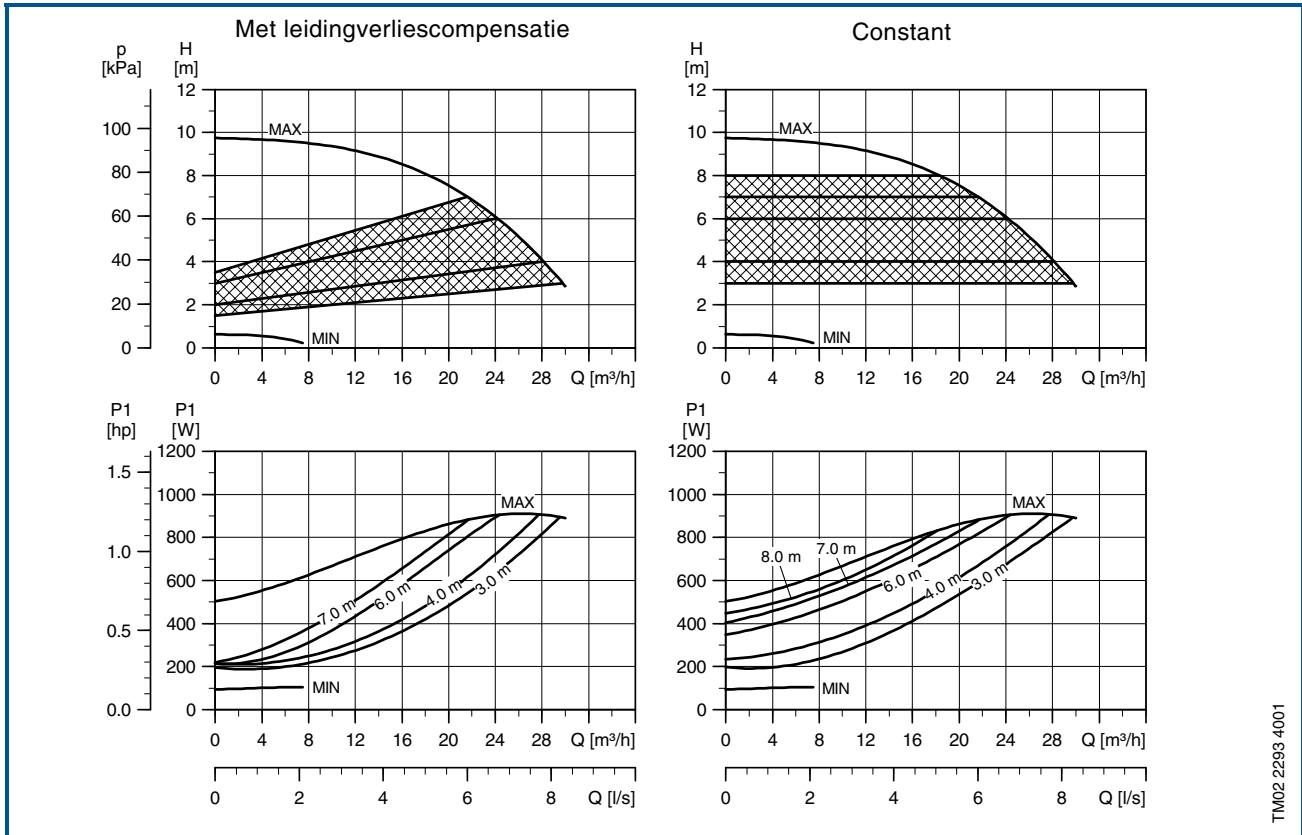 Met leidingverliescompensatie
Constant
p
[kPa]
H
[m]
H
[m]
12
10
8
6
4
2
0
100
80
60
40
20
0
MAX
MIN
0 4 8 12 16 20 24 28 Q [m³/h]
12
10
8
6
4
2
0
MAX
MIN
0 4 8 12 16 20 24 28 Q [m³/h]
P1
[hp]
P1
[W]
P1
[W]
1.5
1.0
0.5
0.0
1200
1000
800
600
400
200
0
MAX
7.0 m
6.0 m
4.0 m
3.0 m
MIN
0 4 8 12 16 20 24 28 Q [m³/h]
0 2 4 6 8 Q [l/s]
1200
1000
800
600
400
200
0
MAX
8.0 m
7.0 m
6.0 m
4.0 m
3.0 m
MIN
0 4 8 12 16 20 24 28 Q [m³/h]
0 2 4 6 8 Q [l/s]
TM02 2293 4001